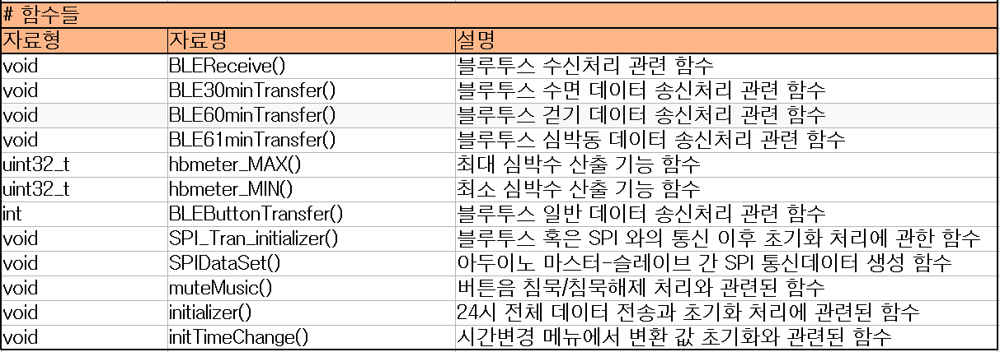 # 함수들
자료형 자료명 설명
void BLEReceive() 블루투스 수신처리 관련 함수
void BLE30minTransfer() 블루투스 수면 데이터 송신처리 관련 함수
void BLE60minTransfer() 블루투스 걷기 데이터 송신처리 관련 함수
void BLE61minTransfer() 블루투스 심박동 데이터 송신처리 관련 함수
uint32_t hbmeter_MAX() 최대 심박수 산출 기능 함수
uint32_t hbmeter_MIN() 최소 심박수 산출 기능 함수
int BLEButtonTransfer() 블루투스 일반 데이터 송신처리 관련 함수
void SPI_Tran_initializer() 블루투스 혹은 SPI 와의 통신 이후 초기화 처리에 관한 함수
void SPIDataSet() 아두이노 마스터-슬레이브 간 SPI 통신데이터 생성 함수
void muteMusic() 버튼음 침묵/침묵해제 처리와 관련된 함수
void initializer() 24시 전체 데이터 전송과 초기화 처리에 관련된 함수
void initTimeChange() 시간변경 메뉴에서 변환 값 초기화와 관련된 함수